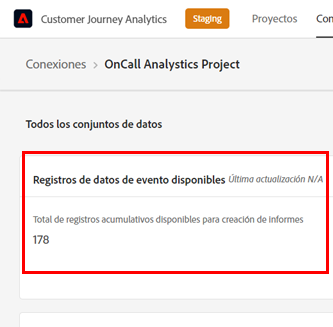 Customer Journey Analytics Staging Proyectos
Conexiones > OnCall Analystics Project
Todos los conjuntos de datos
Registros de datos de evento disponibles Última actualización N/A
Total de registros acumulativos disponibles para creación de informes
178